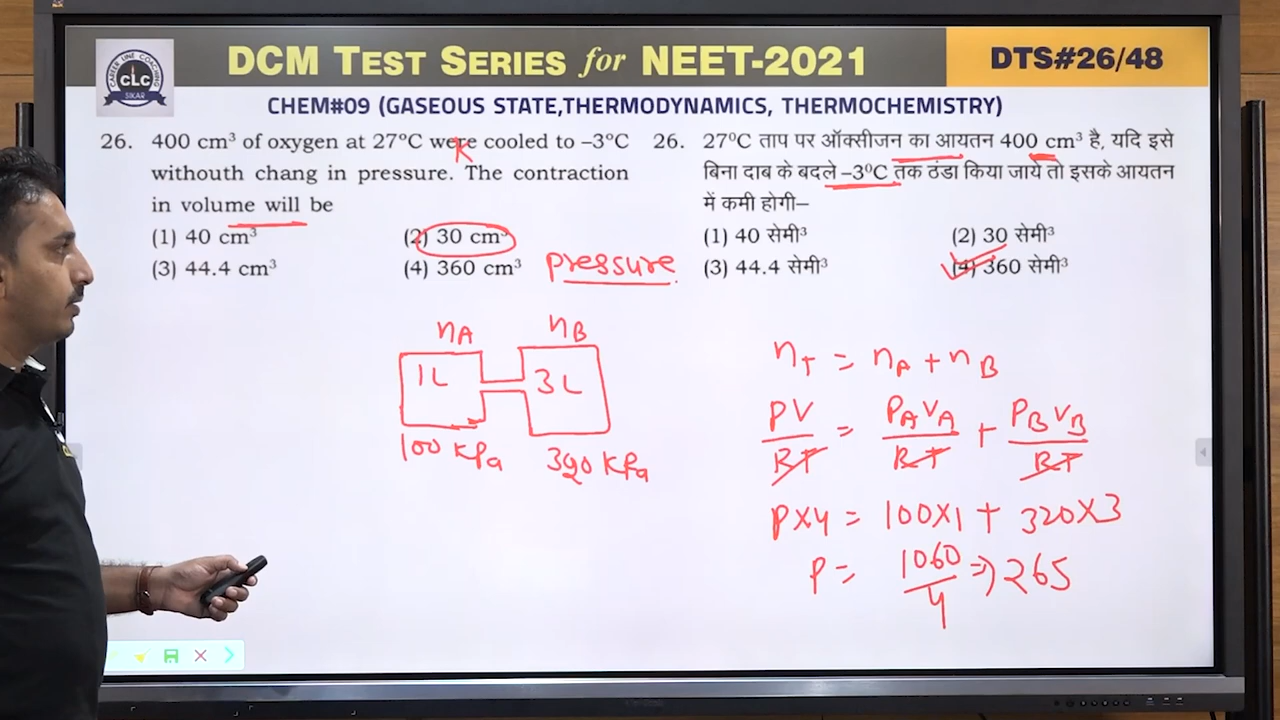 DCM TEST SERIES for NEET-2021
DTS#26/48
CAREER LINE COACHING
CLC
SIKAR
CHEM#09 (GASEOUS STATE,THERMODYNAMICS, THERMOCHEMISTRY)
26. 400 cm³ of oxygen at 27°C were cooled to –3°C
withouth chang in pressure. The contraction
in volume will be
(1) 40 cm³ (2) 30 cm³
(3) 44.4 cm³ (4) 360 cm³
26. 27⁰C ताप पर ऑक्सीजन का आयतन 400 cm³ है, यदि इसे
बिना दाब के बदले –3⁰C तक ठंडा किया जाये तो इसके आयतन
में कमी होगी–
(1) 40 सेमी³ (2) 30 सेमी³
(3) 44.4 सेमी³ (4) 360 सेमी³
K
pressure
nA nB
1L 3L
100 KPa 320 KPa
nT = nA + nB
PV/RT = PAVA/RT + PBVB/RT
P×4 = 100×1 + 320×3
P = 1060/4 ⇒ 265